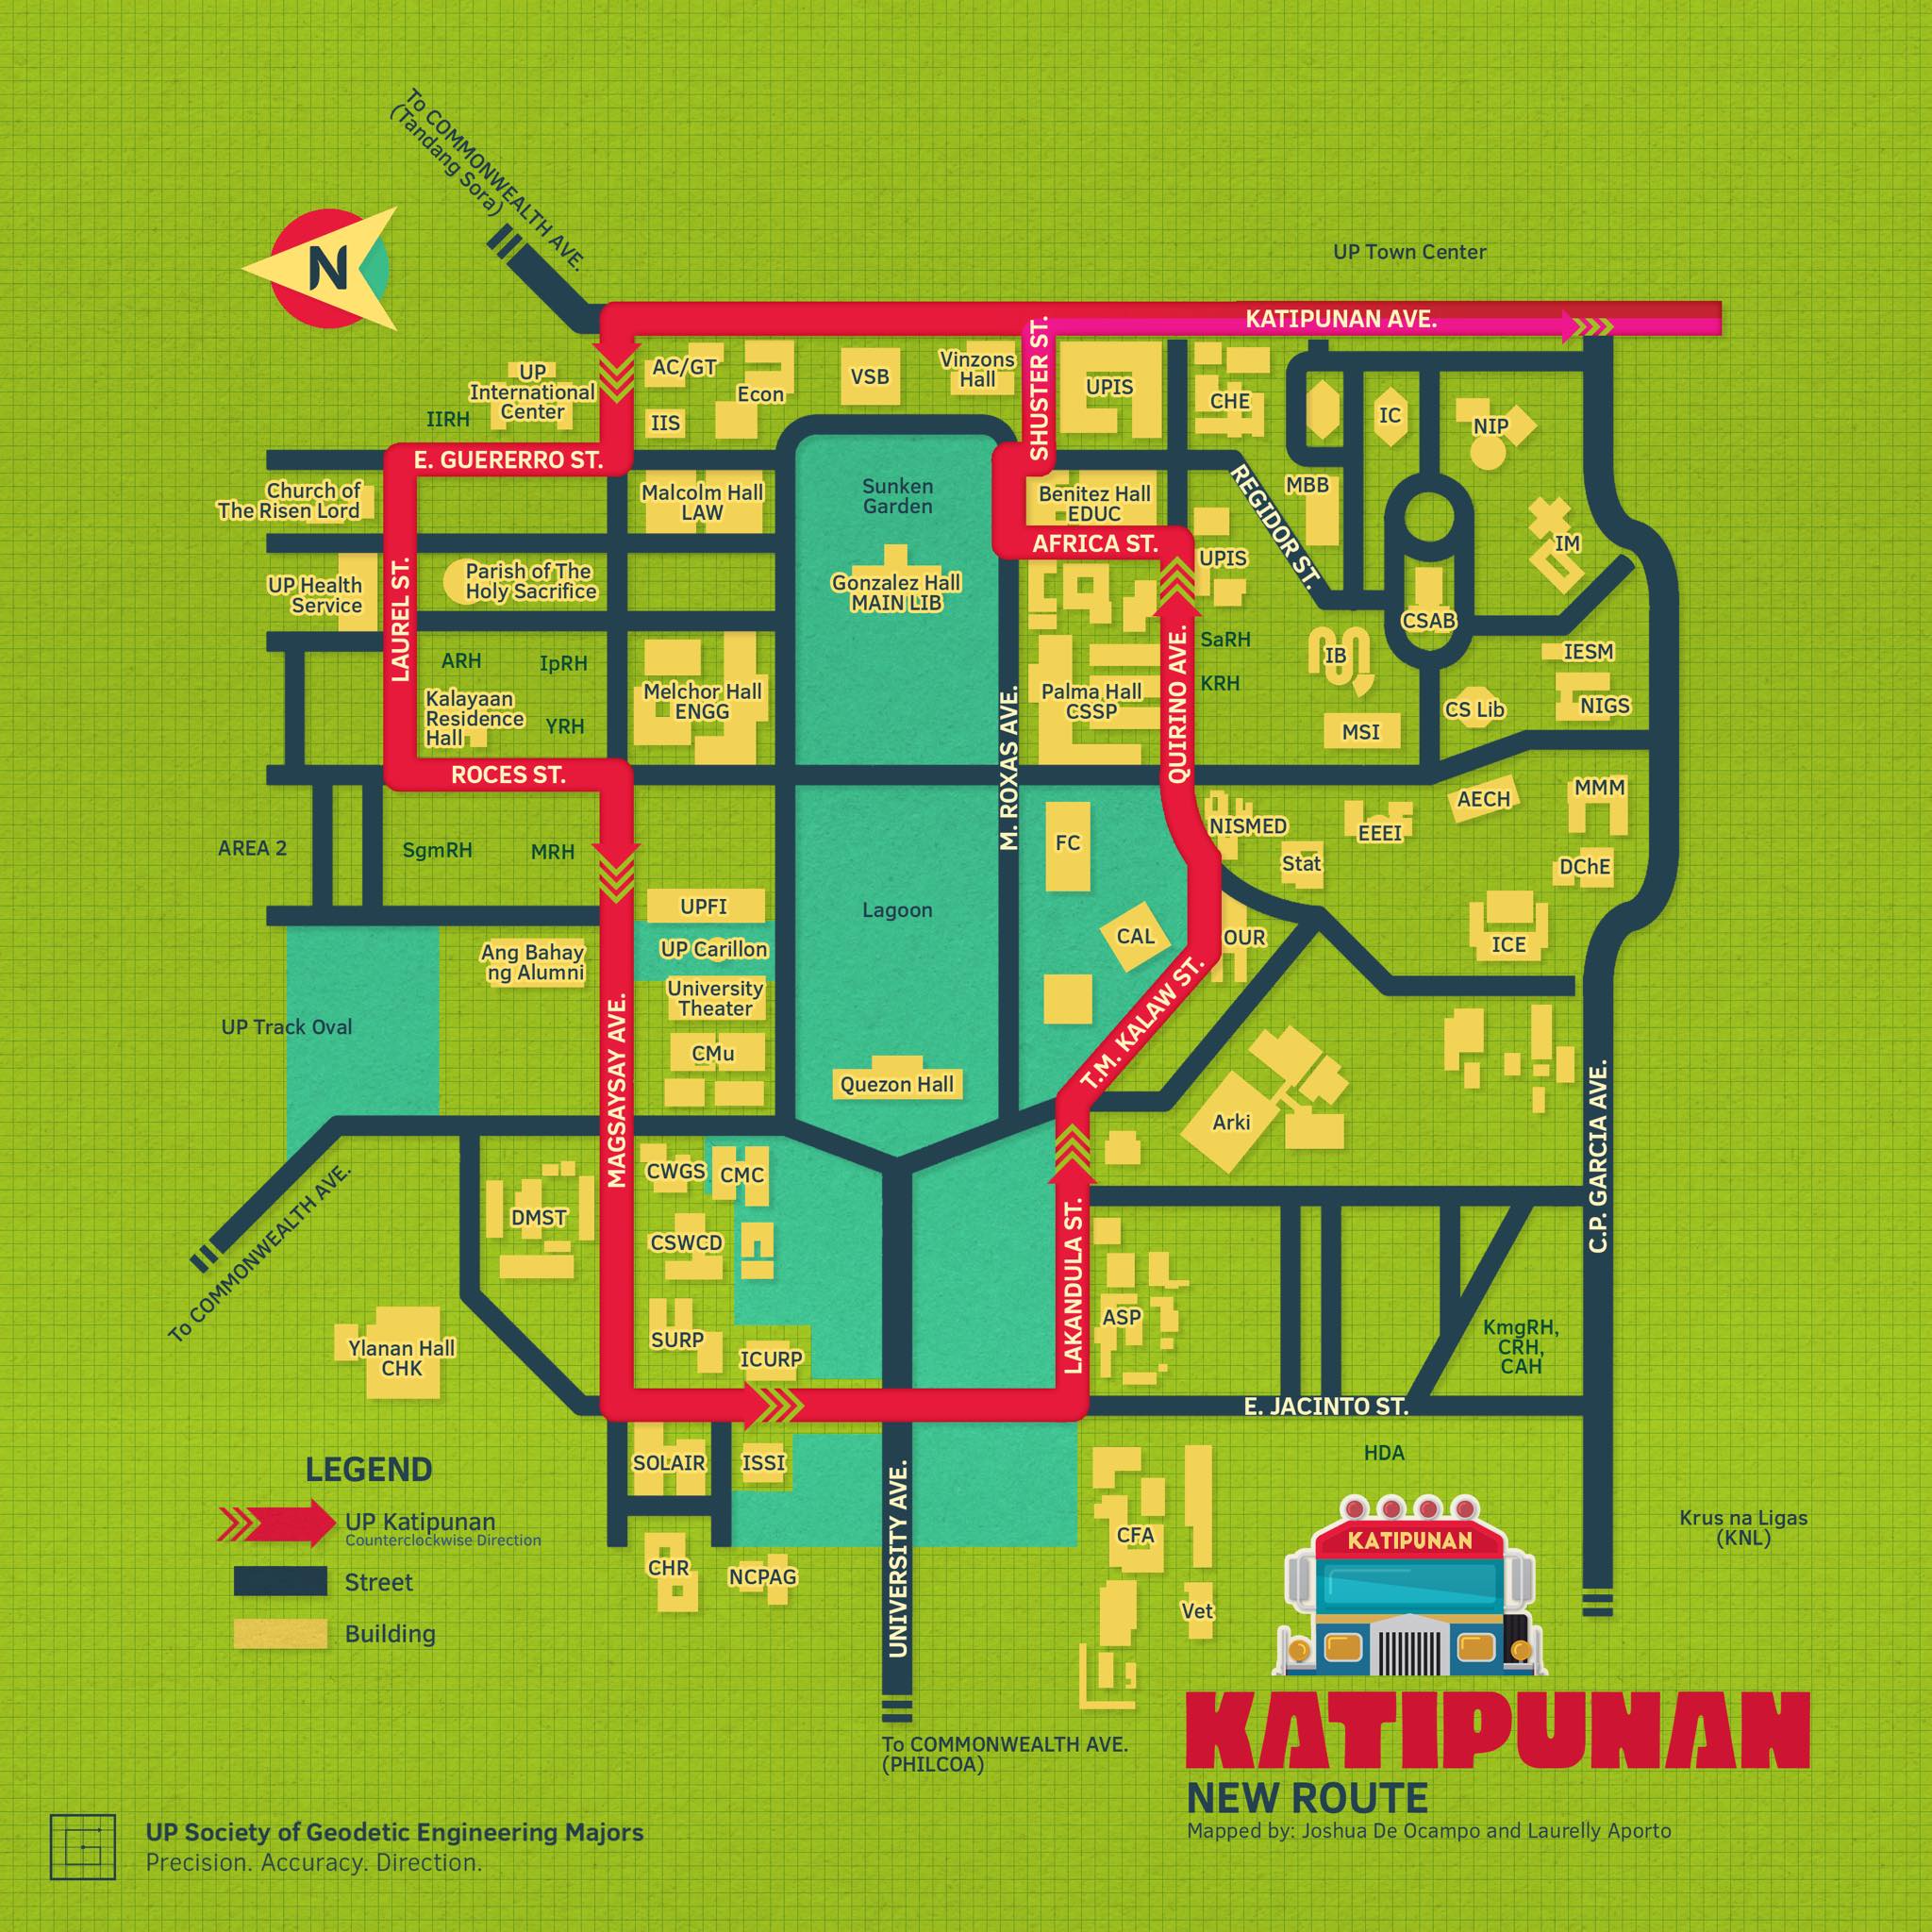 To COMMONWEALTH AVE.
(Tandang Sora)
N
UP Town Center
KATIPUNAN AVE.
SHUSTER ST.
UP
International
Center
IIRH
AC/GT
Econ
IIS
VSB
Vinzons
Hall
UPIS
CHE
IC
NIP
E. GUERERRO ST.
Church of
The Risen Lord
Malcolm Hall
LAW
Sunken
Garden
Benitez Hall
EDUC
REGIDOR ST.
MBB
IM
AFRICA ST.
UPIS
LAUREL ST.
UP Health
Service
Parish of The
Holy Sacrifice
Gonzalez Hall
MAIN LIB
CSAB
SaRH
IB
IESM
ARH
IpRH
KRH
Kalayaan
Residence
Hall
YRH
Melchor Hall
ENGG
M. ROXAS AVE.
Palma Hall
CSSP
QUIRINO AVE.
MSI
CS Lib
NIGS
ROCES ST.
AECH
MMM
NISMED
EEEI
AREA 2
SgmRH
MRH
FC
Stat
DChE
UPFI
Lagoon
CAL
OUR
ICE
Ang Bahay
ng Alumni
UP Carillon
University
Theater
UP Track Oval
CMu
MAGSAYSAY AVE.
Quezon Hall
T.M. KALAW ST.
Arki
C.P. GARCIA AVE.
To COMMONWEALTH AVE.
CWGS
CMC
DMST
CSWCD
LAKANDULA ST.
ASP
SURP
ICURP
Ylanan Hall
CHK
KmgRH,
CRH,
CAH
E. JACINTO ST.
HDA
SOLAIR
ISSI
UNIVERSITY AVE.
CFA
CHR
NCPAG
Vet
Krus na Ligas
(KNL)
LEGEND
UP Katipunan
Counterclockwise Direction
Street
Building
To COMMONWEALTH AVE.
(PHILCOA)
KATIPUNAN
KATIPUNAN
NEW ROUTE
Mapped by: Joshua De Ocampo and Laurelly Aporto
UP Society of Geodetic Engineering Majors
Precision. Accuracy. Direction.